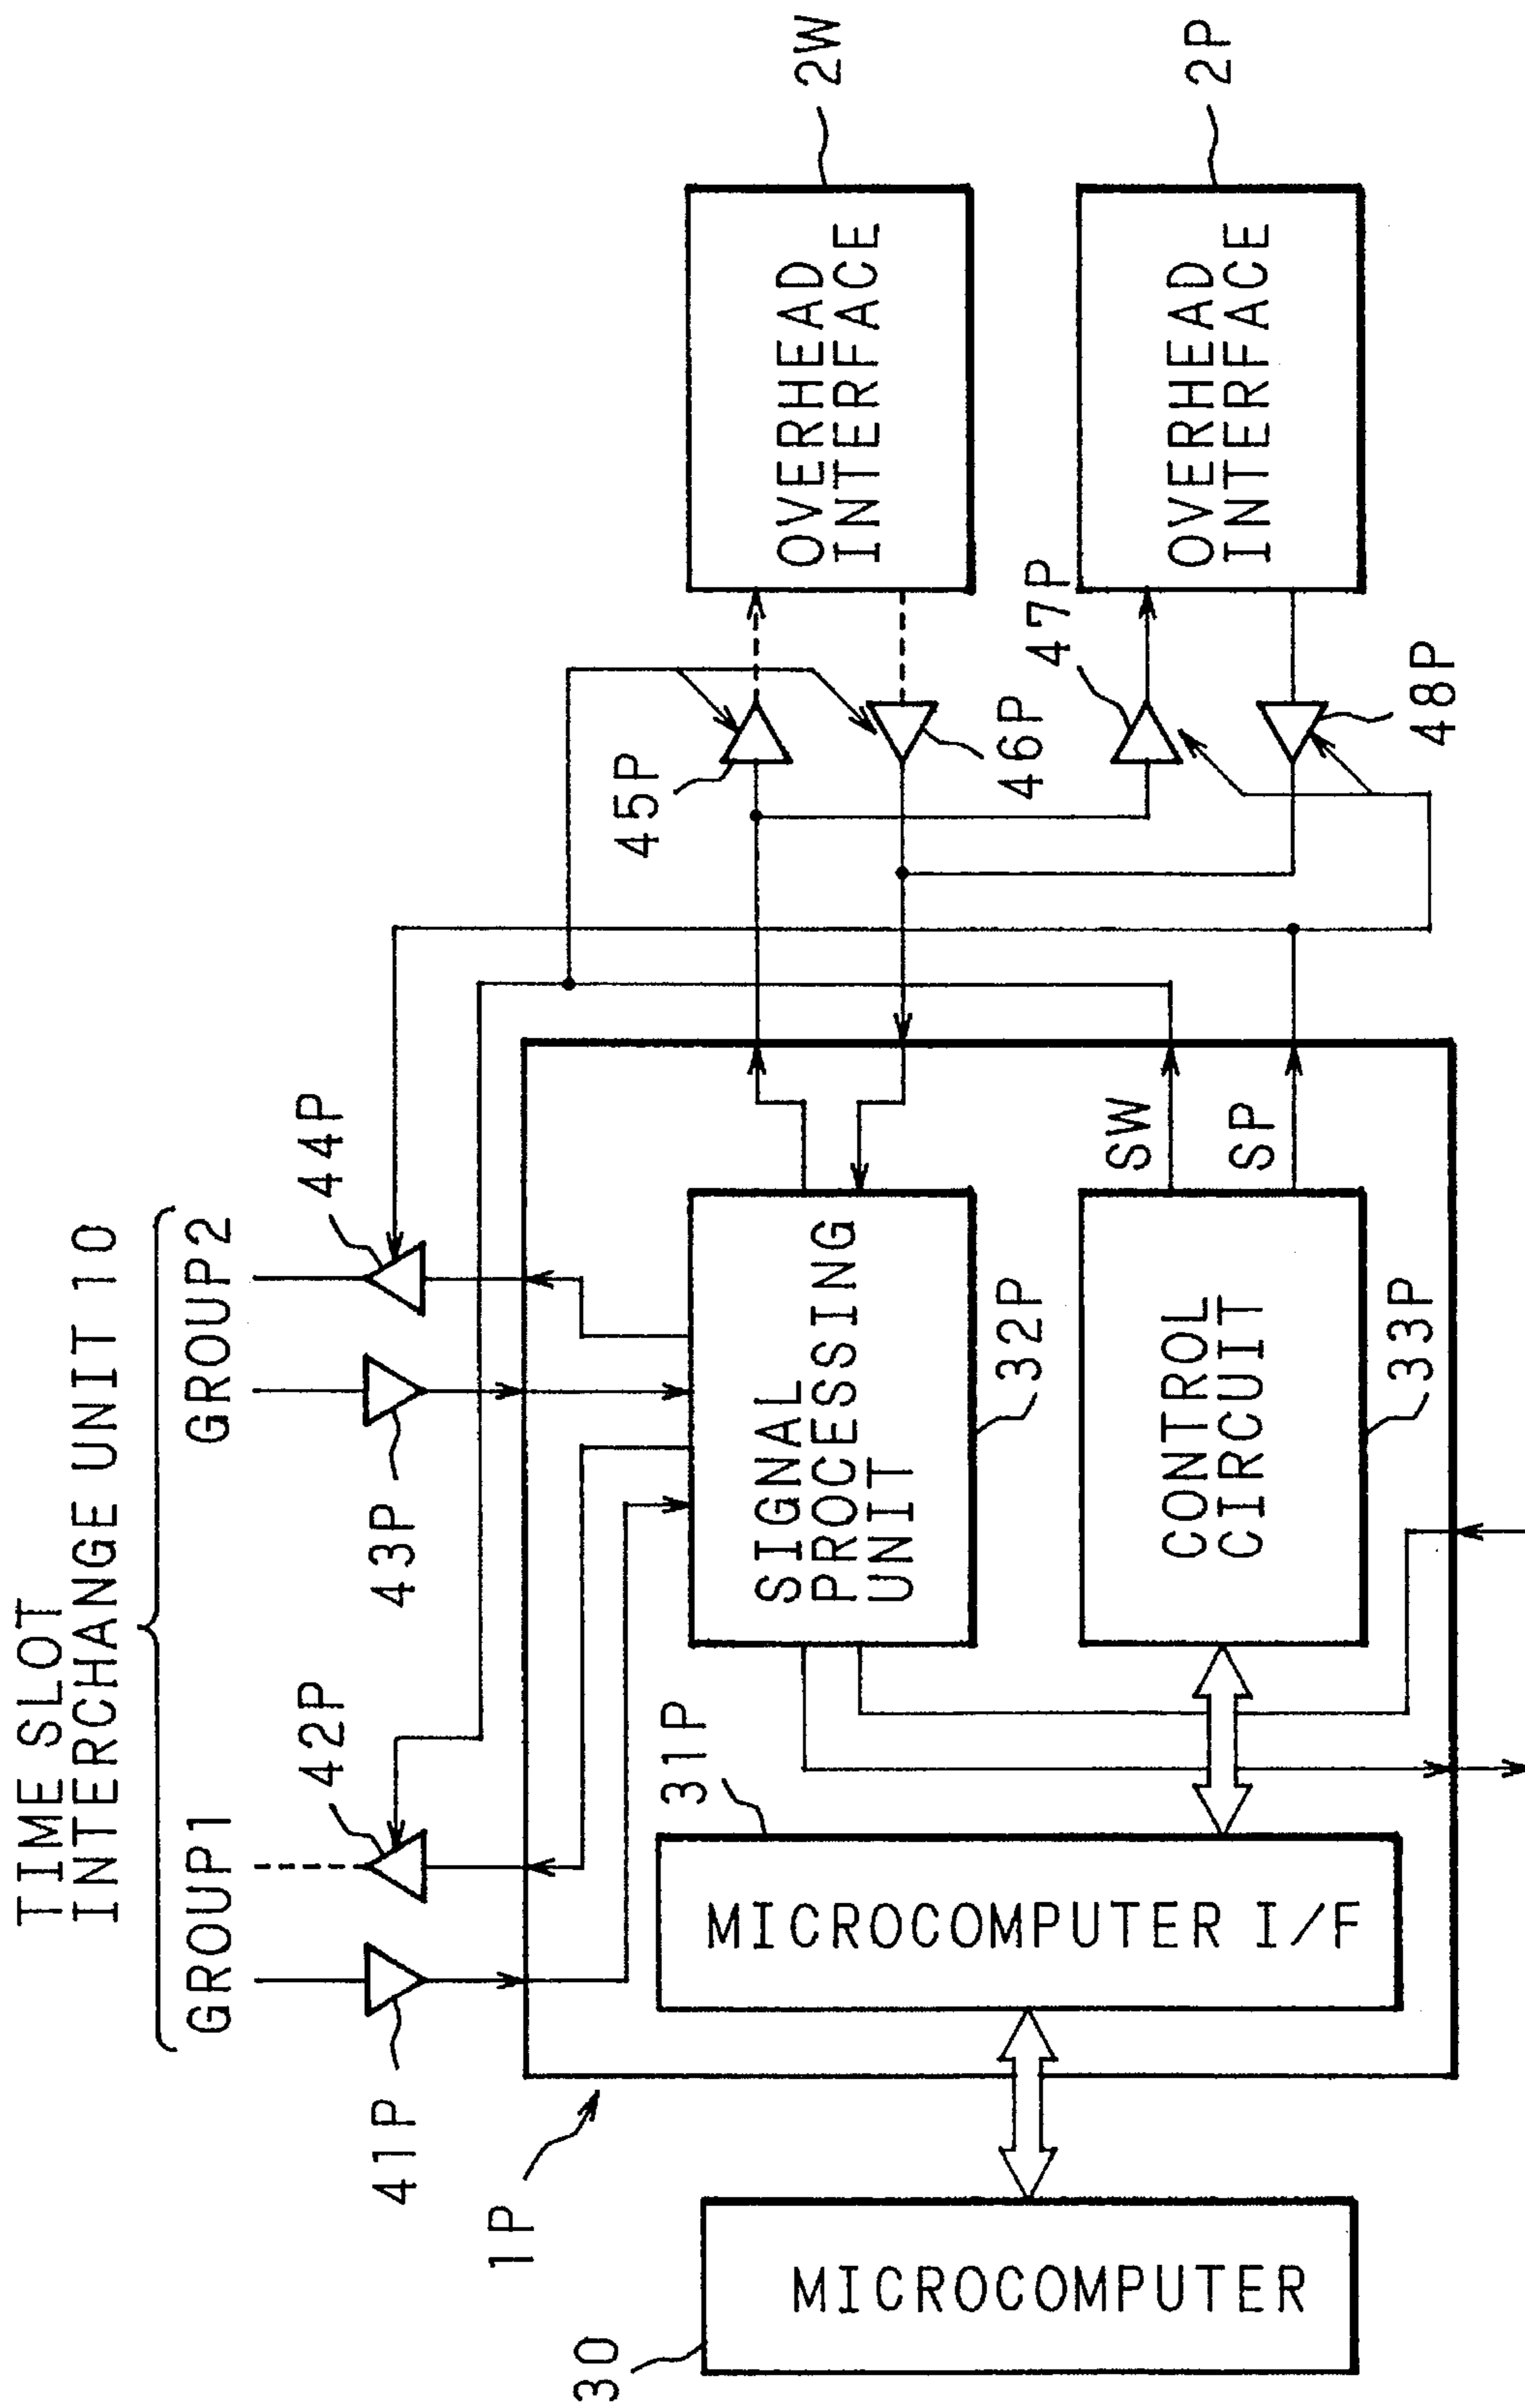 TIME SLOT
INTERCHANGE UNIT 10
GROUP1
GROUP2
41P
42P
43P
44P
1P
30
MICROCOMPUTER
31P
MICROCOMPUTER I/F
SIGNAL
PROCESSING
UNIT
32P
CONTROL
CIRCUIT
33P
SW
SP
45P
46P
47P
48P
OVERHEAD
INTERFACE
2W
OVERHEAD
INTERFACE
2P